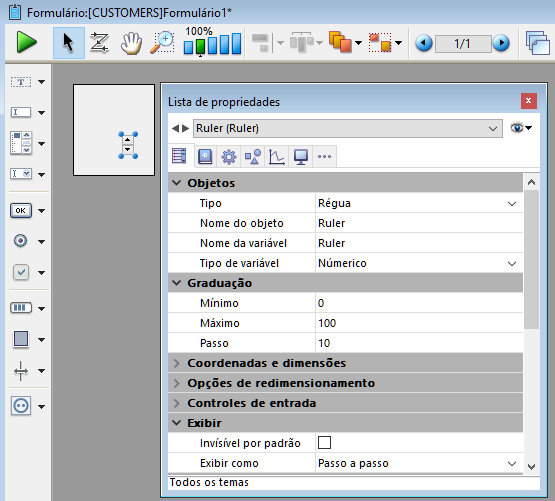 Formulário:[CUSTOMERS]Formulário1*
100%
1/1
Lista de propriedades
Ruler (Ruler)
Objetos
Tipo Régua
Nome do objeto Ruler
Nome da variável Ruler
Tipo de variável Númerico
Graduação
Mínimo 0
Máximo 100
Passo 10
Coordenadas e dimensões
Opções de redimensionamento
Controles de entrada
Exibir
Invísível por padrão
Exibir como Passo a passo
Todos os temas
OK